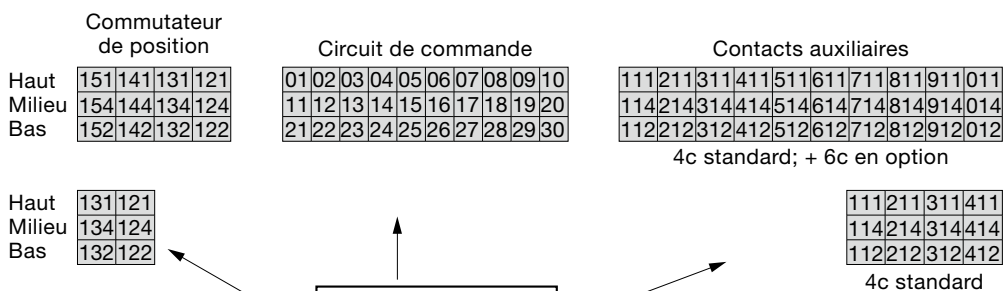 Commutateur
de position
Circuit de commande
Contacts auxiliaires
Haut 151 141 131 121 01 02 03 04 05 06 07 08 09 10 111 211 311 411 511 611 711 811 911 011
Milieu 154 144 134 124 11 12 13 14 15 16 17 18 19 20 114 214 314 414 514 614 714 814 914 014
Bas 152 142 132 122 21 22 23 24 25 26 27 28 29 30 112 212 312 412 512 612 712 812 912 012
4c standard; + 6c en option
Haut 131 121 111 211 311 411
Milieu 134 124 114 214 314 414
Bas 132 122 112 212 312 412
4c standard